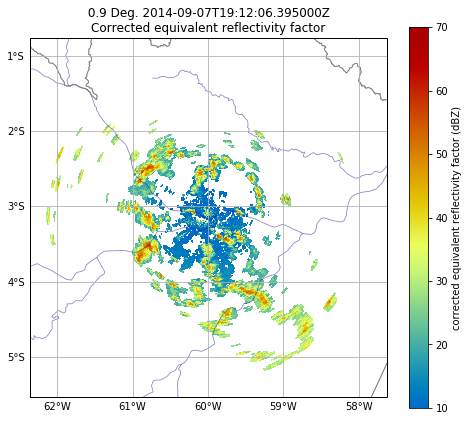 0.9 Deg. 2014-09-07T19:12:06.395000Z
Corrected equivalent reflectivity factor
1°S
2°S
3°S
4°S
5°S
62°W
61°W
60°W
59°W
58°W
70
60
50
40
30
20
10
corrected equivalent reflectivity factor (dBZ)